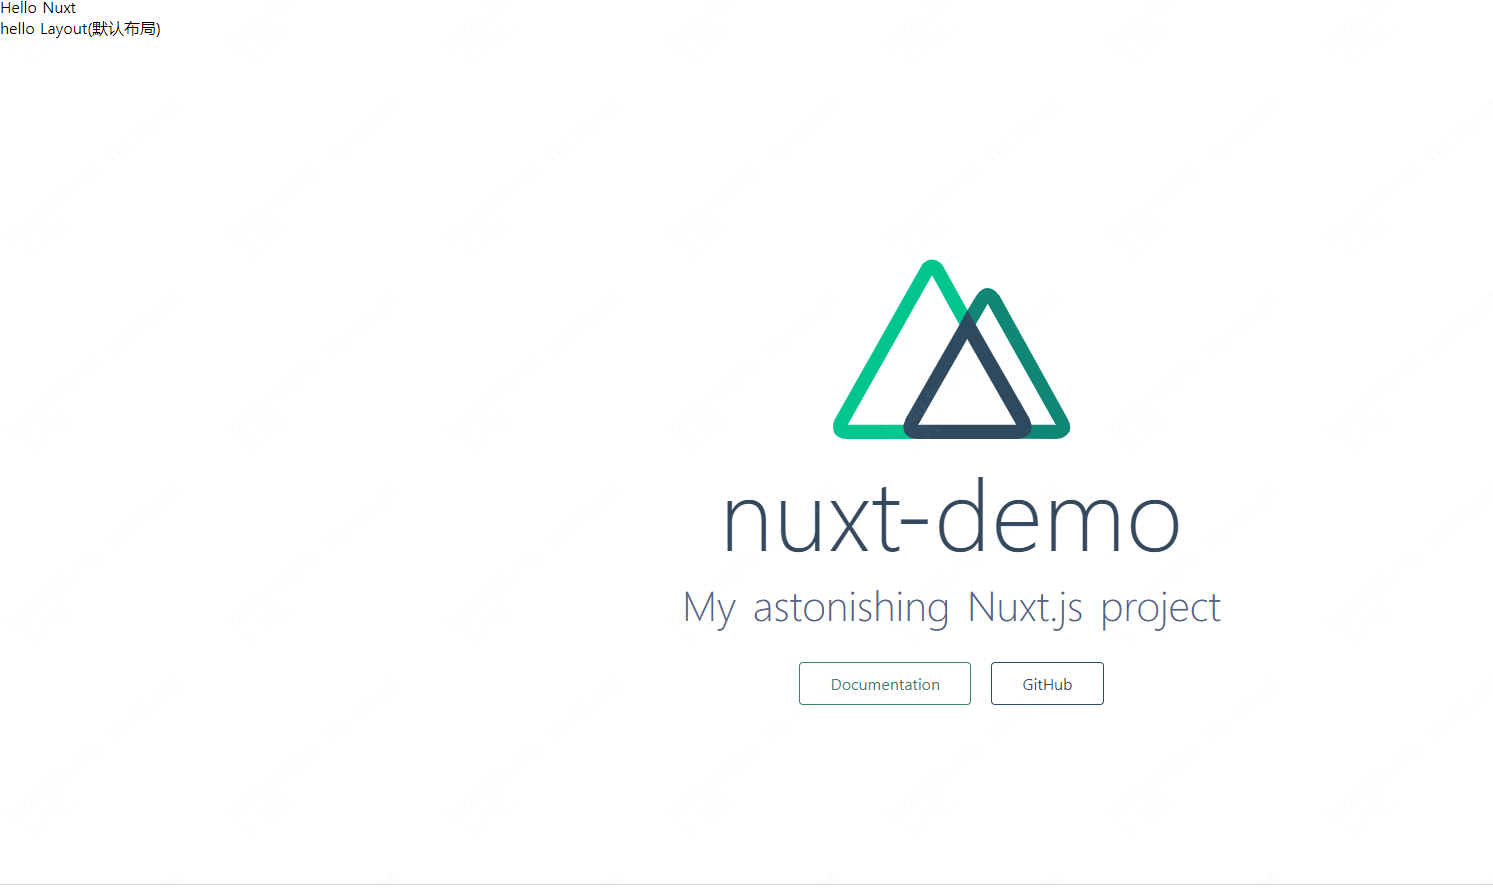 Hello Nuxt
hello Layout(默认布局)
nuxt-demo
My astonishing Nuxt.js project
Documentation
GitHub